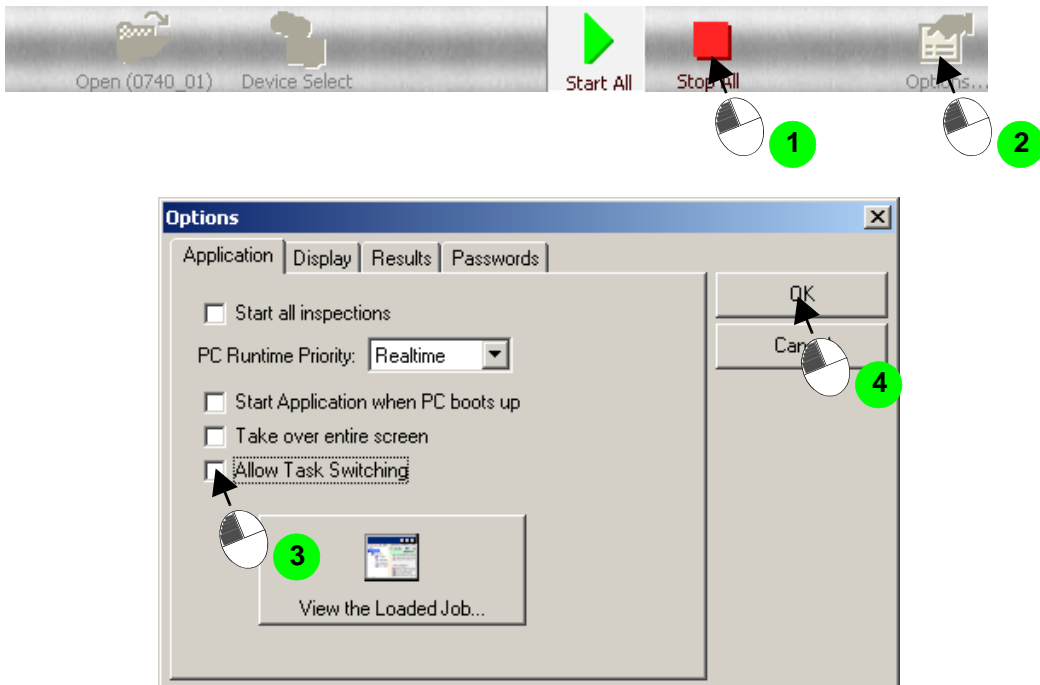 Open (0740_01) Device Select Start All Stop All Options...
1 2
Options
Application Display Results Passwords
OK
Start all inspections
PC Runtime Priority: Realtime
Cancel
4
Start Application when PC boots up
Take over entire screen
Allow Task Switching
3
View the Loaded Job...